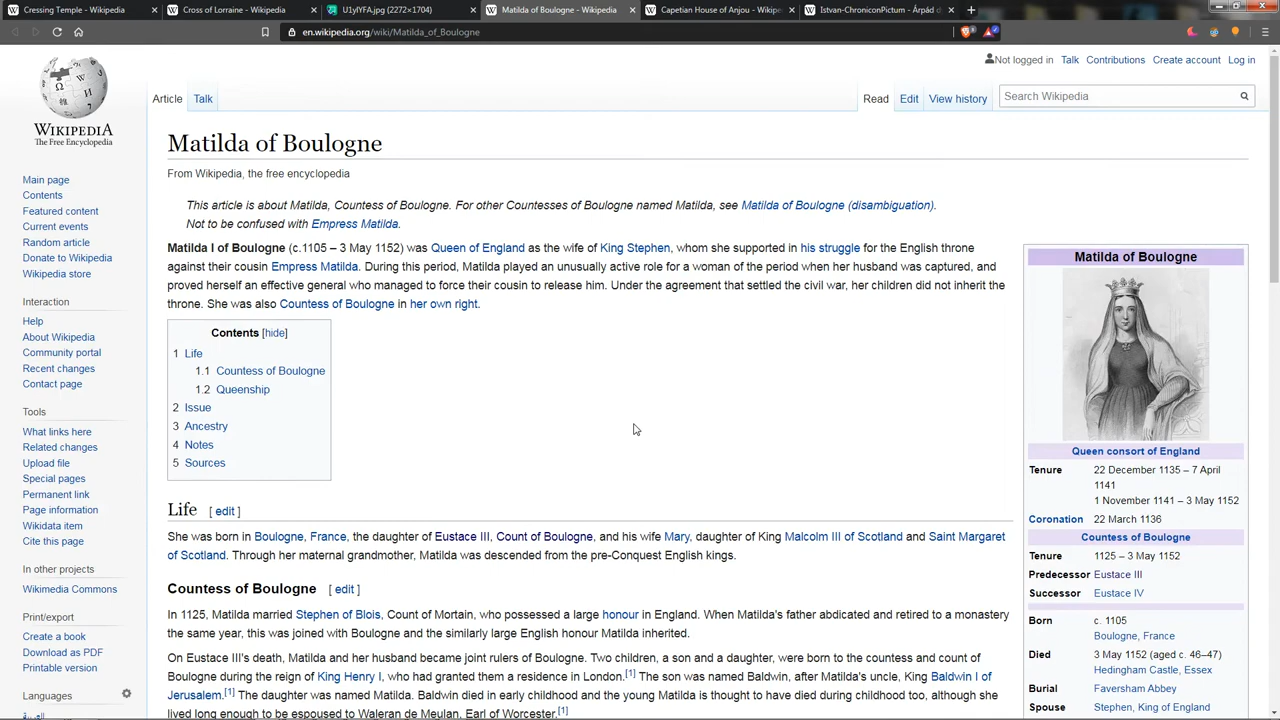 Cressing Temple - Wikipedia
Cross of Lorraine - Wikipedia
U1yIYFA.jpg (2272×1704)
Matilda of Boulogne - Wikipedia
Capetian House of Anjou - Wikipe
Istvan-ChroniconPictum - Árpád d
en.wikipedia.org/wiki/Matilda_of_Boulogne
Not logged in Talk Contributions Create account Log in
Article Talk Read Edit View history Search Wikipedia
WIKIPEDIA
The Free Encyclopedia
Main page
Contents
Featured content
Current events
Random article
Donate to Wikipedia
Wikipedia store
Interaction
Help
About Wikipedia
Community portal
Recent changes
Contact page
Tools
What links here
Related changes
Upload file
Special pages
Permanent link
Page information
Wikidata item
Cite this page
In other projects
Wikimedia Commons
Print/export
Create a book
Download as PDF
Printable version
Languages
العربية
Matilda of Boulogne
From Wikipedia, the free encyclopedia
This article is about Matilda, Countess of Boulogne. For other Countesses of Boulogne named Matilda, see Matilda of Boulogne (disambiguation).
Not to be confused with Empress Matilda.
Matilda I of Boulogne (c.1105 – 3 May 1152) was Queen of England as the wife of King Stephen, whom she supported in his struggle for the English throne
against their cousin Empress Matilda. During this period, Matilda played an unusually active role for a woman of the period when her husband was captured, and
proved herself an effective general who managed to force their cousin to release him. Under the agreement that settled the civil war, her children did not inherit the
throne. She was also Countess of Boulogne in her own right.
Contents [hide]
1 Life
1.1 Countess of Boulogne
1.2 Queenship
2 Issue
3 Ancestry
4 Notes
5 Sources
Life [ edit ]
She was born in Boulogne, France, the daughter of Eustace III, Count of Boulogne, and his wife Mary, daughter of King Malcolm III of Scotland and Saint Margaret
of Scotland. Through her maternal grandmother, Matilda was descended from the pre-Conquest English kings.
Countess of Boulogne [ edit ]
In 1125, Matilda married Stephen of Blois, Count of Mortain, who possessed a large honour in England. When Matilda's father abdicated and retired to a monastery
the same year, this was joined with Boulogne and the similarly large English honour Matilda inherited.
On Eustace III's death, Matilda and her husband became joint rulers of Boulogne. Two children, a son and a daughter, were born to the countess and count of
Boulogne during the reign of King Henry I, who had granted them a residence in London.[1] The son was named Baldwin, after Matilda's uncle, King Baldwin I of
Jerusalem.[1] The daughter was named Matilda. Baldwin died in early childhood and the young Matilda is thought to have died during childhood too, although she
lived long enough to be espoused to Waleran de Meulan, Earl of Worcester.[1]
Matilda of Boulogne
Queen consort of England
Tenure 22 December 1135 – 7 April
1141
1 November 1141 – 3 May 1152
Coronation 22 March 1136
Countess of Boulogne
Tenure 1125 – 3 May 1152
Predecessor Eustace III
Successor Eustace IV
Born c. 1105
Boulogne, France
Died 3 May 1152 (aged c. 46–47)
Hedingham Castle, Essex
Burial Faversham Abbey
Spouse Stephen, King of England